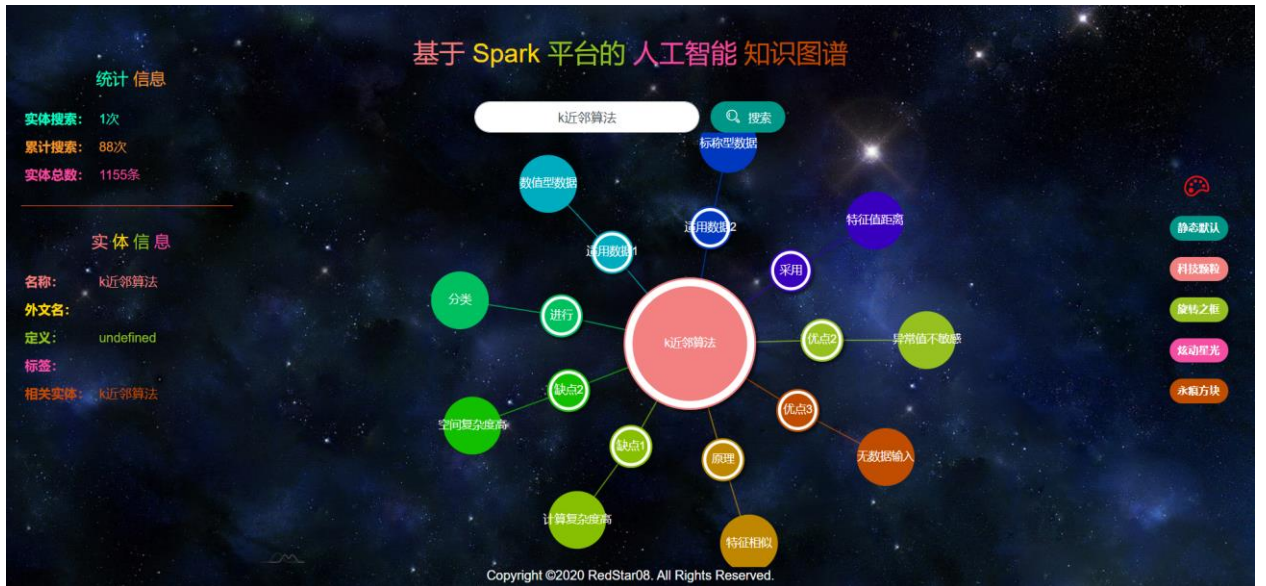 基于 Spark 平台的 人工智能 知识图谱
统计 信息
实体搜索： 1次
累计搜索： 88次
实体总数： 1155条
实 体 信 息
名称： k近邻算法
外文名：
定义： undefined
标签：
相关实体： k近邻算法
k近邻算法 搜索
标称型数据
数值型数据
适用数据2
特征值距离
适用数据1
采用
分类
进行
k近邻算法
优点2
异常值不敏感
缺点2
优点3
空间复杂度高
缺点1
原理
无数据输入
计算复杂度高
特征相似
静态默认
科技颗粒
旋转之框
炫动星光
永痕方块
Copyright ©2020 RedStar08. All Rights Reserved.